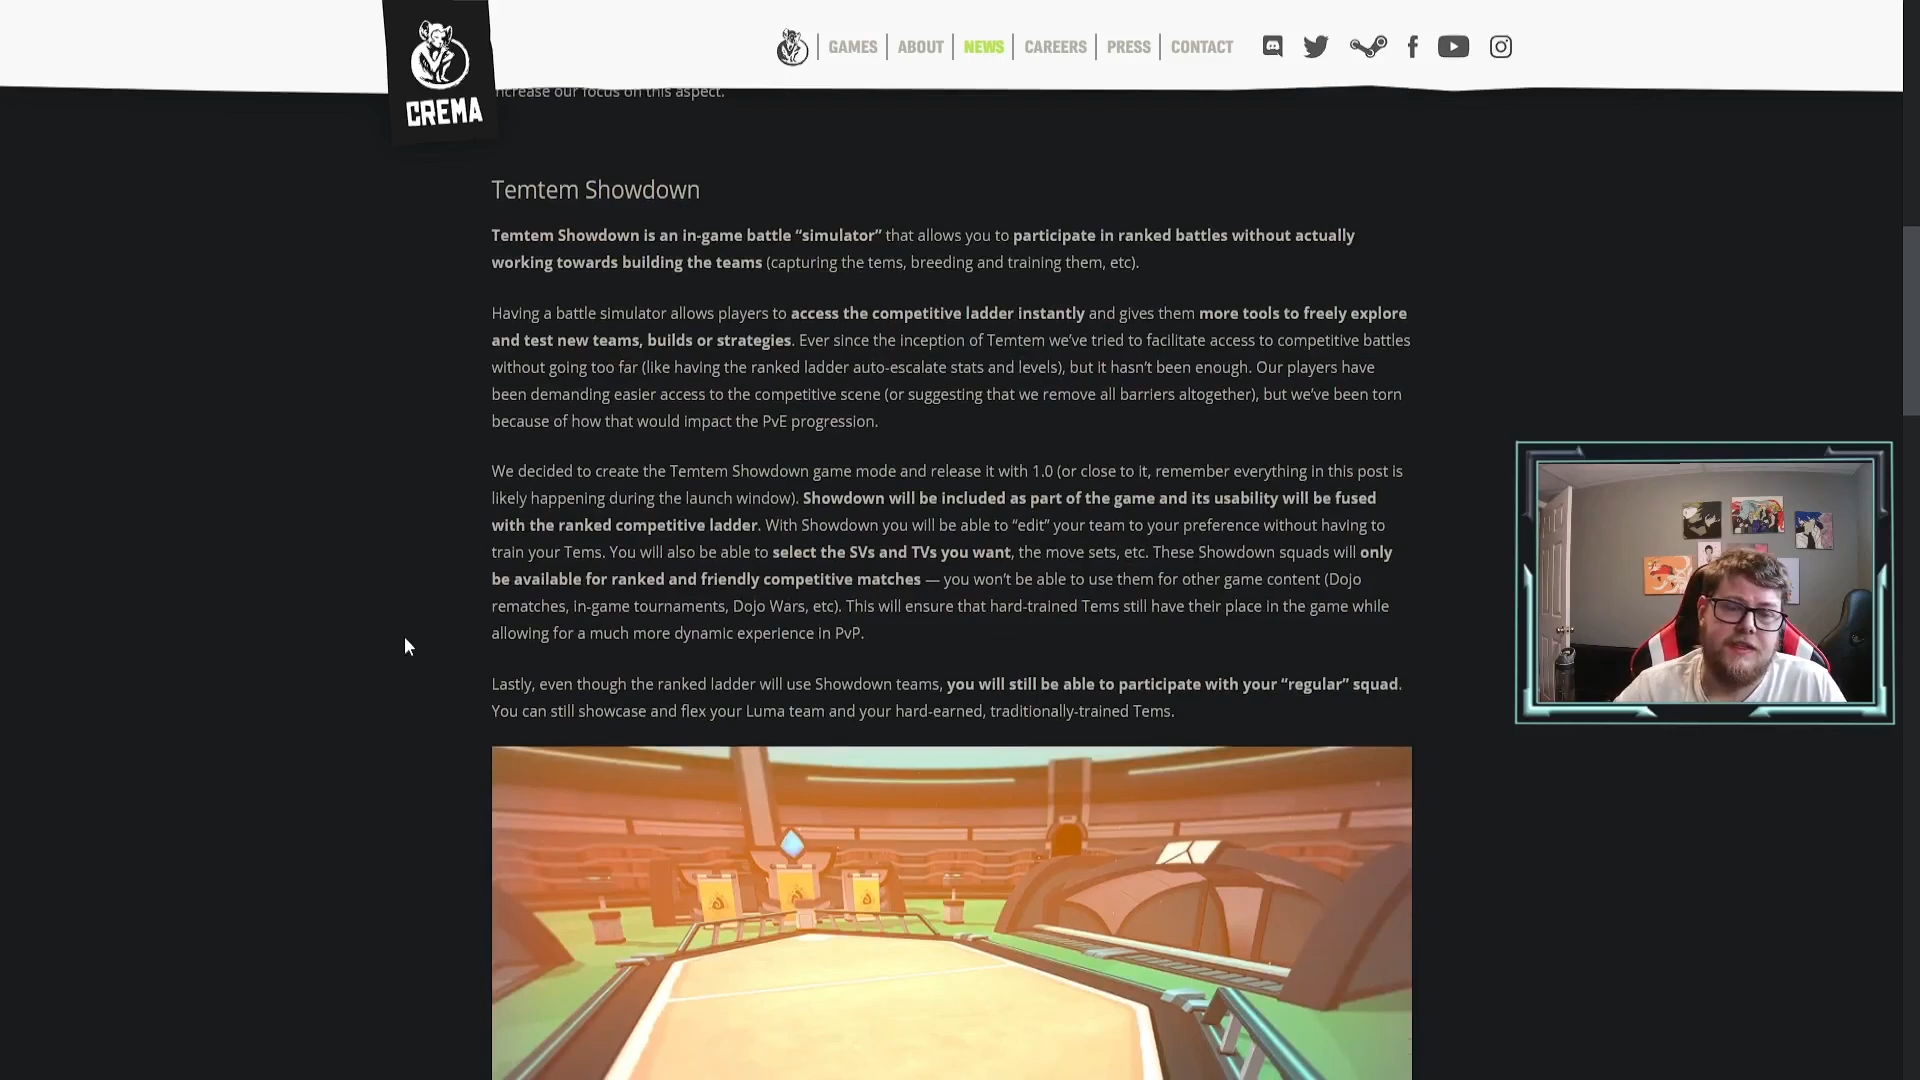 CREMA
GAMES
ABOUT
NEWS
CAREERS
PRESS
CONTACT
increase our focus on this aspect.
Temtem Showdown
Temtem Showdown is an in-game battle “simulator” that allows you to participate in ranked battles without actually
working towards building the teams (capturing the tems, breeding and training them, etc).
Having a battle simulator allows players to access the competitive ladder instantly and gives them more tools to freely explore
and test new teams, builds or strategies. Ever since the inception of Temtem we’ve tried to facilitate access to competitive battles
without going too far (like having the ranked ladder auto-escalate stats and levels), but it hasn’t been enough. Our players have
been demanding easier access to the competitive scene (or suggesting that we remove all barriers altogether), but we’ve been torn
because of how that would impact the PvE progression.
We decided to create the Temtem Showdown game mode and release it with 1.0 (or close to it, remember everything in this post is
likely happening during the launch window). Showdown will be included as part of the game and its usability will be fused
with the ranked competitive ladder. With Showdown you will be able to “edit” your team to your preference without having to
train your Tems. You will also be able to select the SVs and TVs you want, the move sets, etc. These Showdown squads will only
be available for ranked and friendly competitive matches — you won’t be able to use them for other game content (Dojo
rematches, in-game tournaments, Dojo Wars, etc). This will ensure that hard-trained Tems still have their place in the game while
allowing for a much more dynamic experience in PvP.
Lastly, even though the ranked ladder will use Showdown teams, you will still be able to participate with your “regular” squad.
You can still showcase and flex your Luma team and your hard-earned, traditionally-trained Tems.